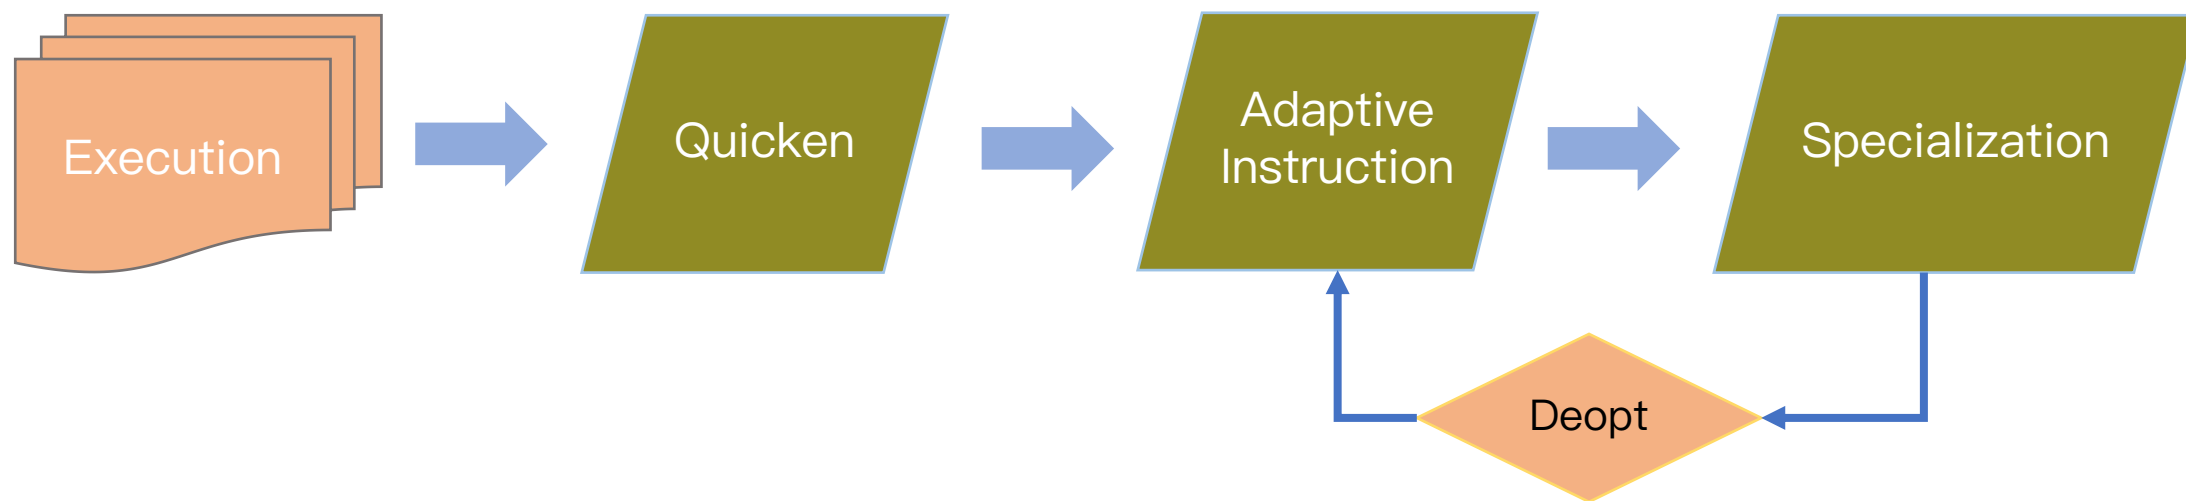 Execution
Quicken
Adaptive
Instruction
Specialization
Deopt